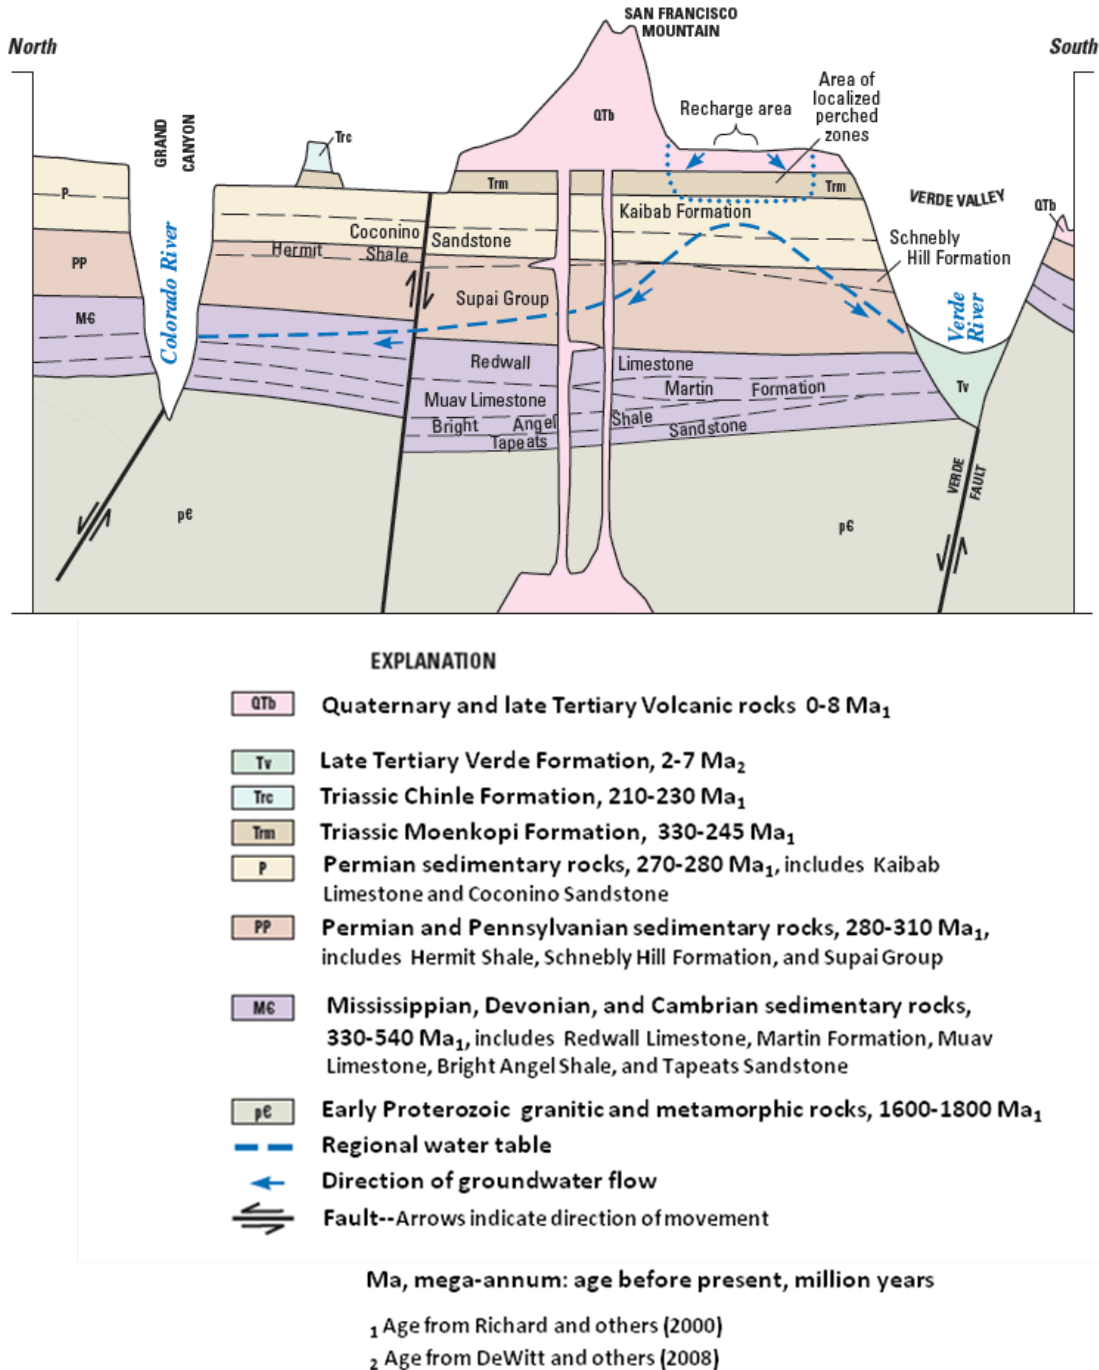 SAN FRANCISCO
MOUNTAIN
North
South
GRAND
CANYON
Trc
QTb
Recharge area
Area of
localized
perched
zones
P
Trm
Trm
VERDE VALLEY
QTb
Kaibab Formation
Coconino
Sandstone
Schnebly
Hill Formation
Hermit
Shale
PP
Colorado River
Supai Group
Verde
River
MЄ
Redwall
Limestone
Martin
Formation
Tv
Muav Limestone
Bright
Angel
Shale
Tapeats
Sandstone
VERDE
FAULT
pЄ
pЄ
EXPLANATION
QTb Quaternary and late Tertiary Volcanic rocks 0-8 Ma1
Tv Late Tertiary Verde Formation, 2-7 Ma2
Trc Triassic Chinle Formation, 210-230 Ma1
Trm Triassic Moenkopi Formation, 330-245 Ma1
P Permian sedimentary rocks, 270-280 Ma1, includes Kaibab
Limestone and Coconino Sandstone
PP Permian and Pennsylvanian sedimentary rocks, 280-310 Ma1,
includes Hermit Shale, Schnebly Hill Formation, and Supai Group
MЄ Mississippian, Devonian, and Cambrian sedimentary rocks,
330-540 Ma1, includes Redwall Limestone, Martin Formation, Muav
Limestone, Bright Angel Shale, and Tapeats Sandstone
pЄ Early Proterozoic granitic and metamorphic rocks, 1600-1800 Ma1
Regional water table
Direction of groundwater flow
Fault--Arrows indicate direction of movement
Ma, mega-annum: age before present, million years
1 Age from Richard and others (2000)
2 Age from DeWitt and others (2008)